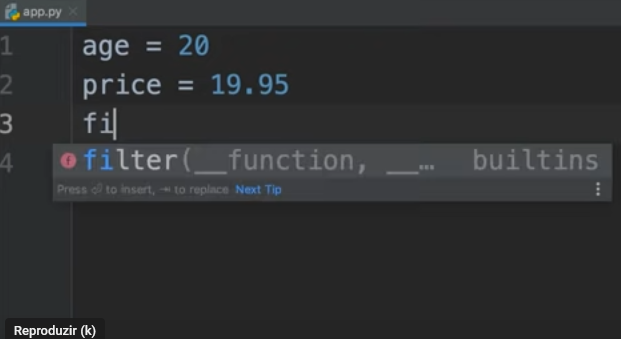 app.py
1 age = 20
2 price = 19.95
3 fi
4 f filter(__function, __… builtins
Press ⏎ to insert, ⇥ to replace Next Tip
Reproduzir (k)